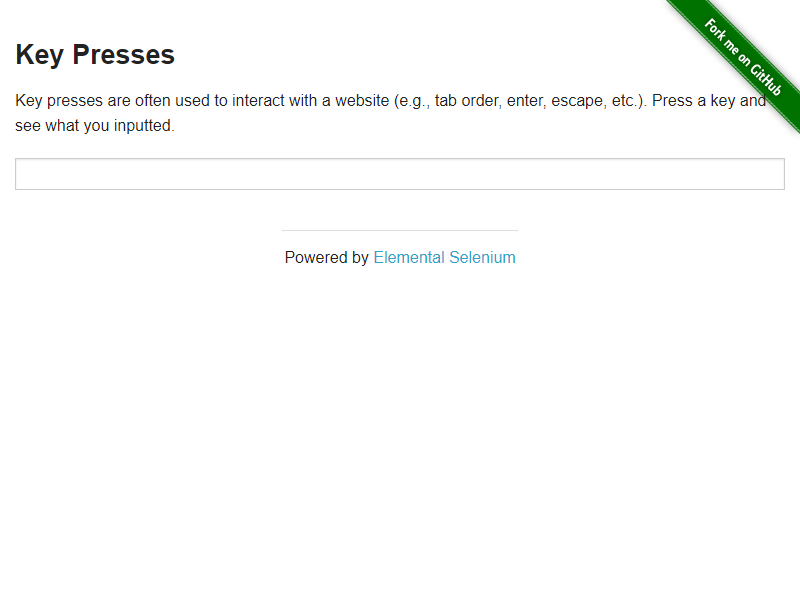 Fork me on GitHub
Key Presses
Key presses are often used to interact with a website (e.g., tab order, enter, escape, etc.). Press a key and
see what you inputted.
Powered by Elemental Selenium